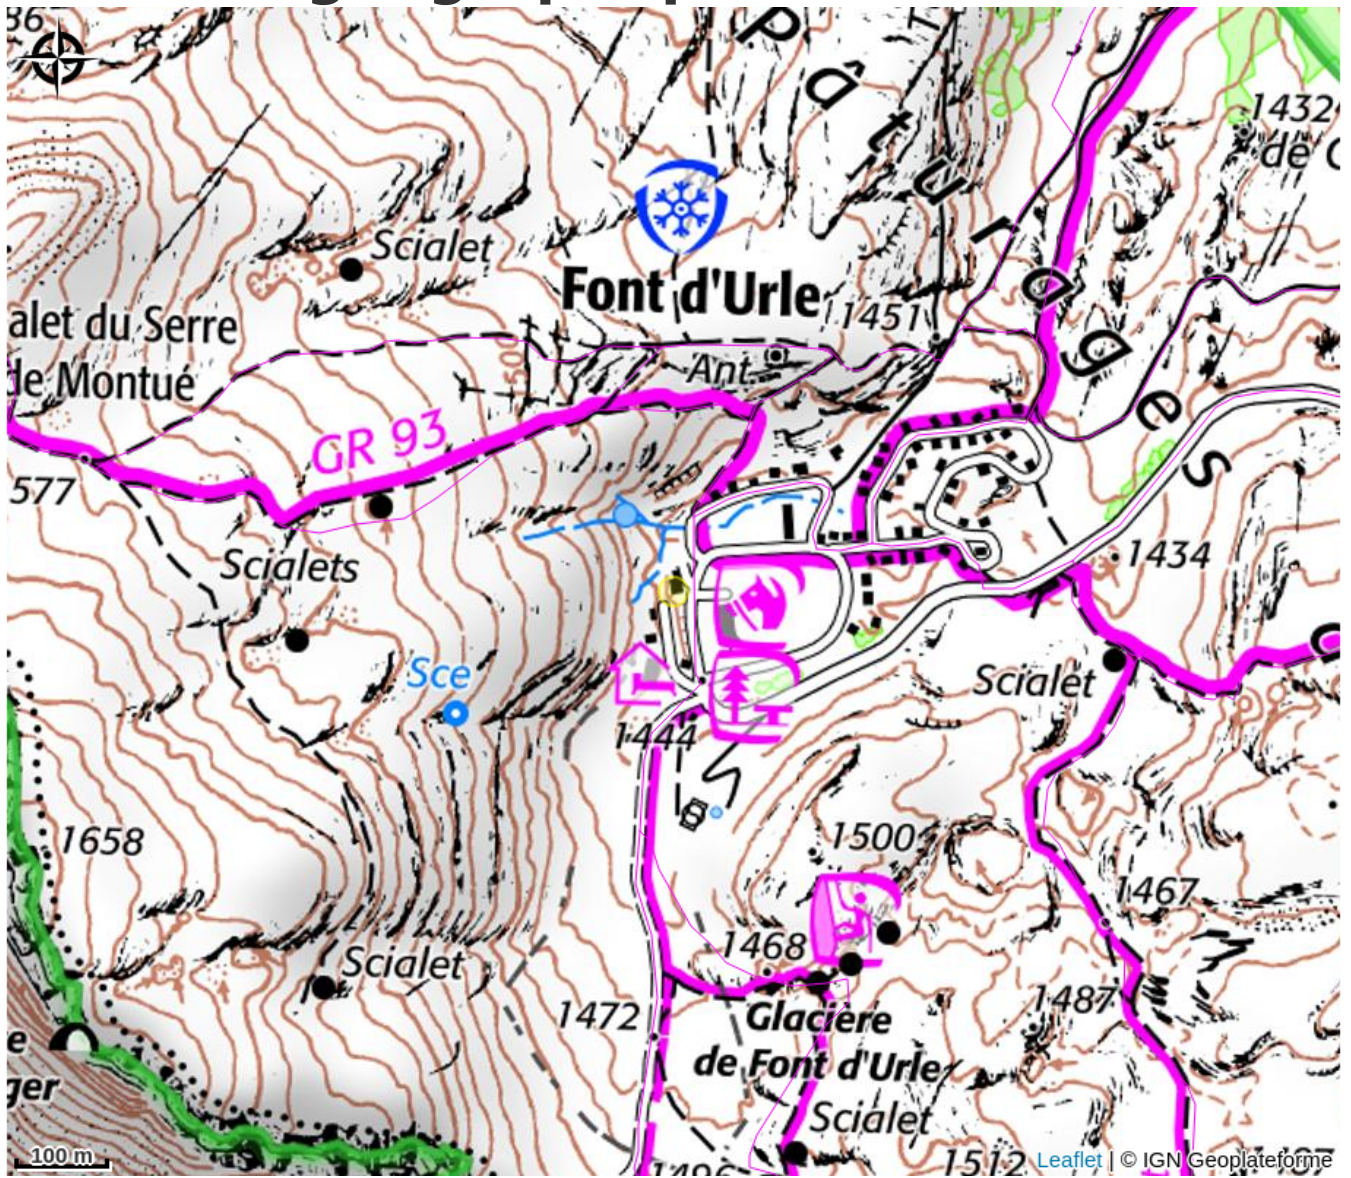 Pâturages
1432
Scialet
Font d'Urle
1451
alet du Serre
de Montué
Ant.
GR 93
577
1434
Scialets
Sce
Scialet
1444
1658
1500
1467
1468
Scialet
1487
1472
Glacière
de Font d'Urle
ger
Scialet
1512
100 m
Leaflet | © IGN Geoplateforme